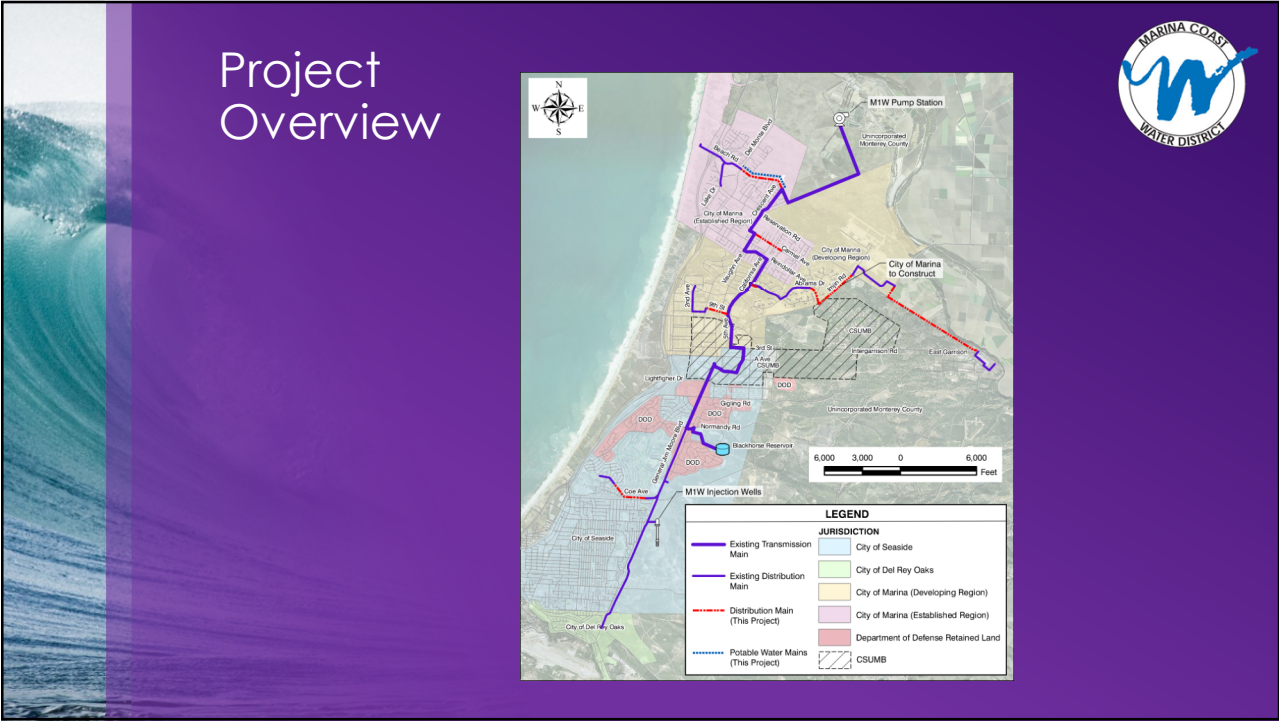 Project
Overview
MARINA COAST
WATER DISTRICT
N
W
E
S
M1W Pump Station
Unincorporated
Monterey County
Del Monte Blvd
Beach Rd
Lake Dr
Crescent Ave
City of Marina
(Established Region)
Reservation Rd
Carmel Ave
City of Marina
(Developing Region)
City of Marina
to Construct
Vaughn Ave
Reindollar Ave
California Ave
Abrams Dr
Imjin Rd
2nd Ave
9th St
5th Ave
CSUMB
3rd St
Intergarrison Rd
East Garrison
A Ave
CSUMB
Lightfigher Dr
DOD
Gigling Rd
DOD
DOD
Unincorporated Monterey County
Normandy Rd
General Jim Moore Blvd
Blackhorse Reservoir
DOD
6,000 3,000 0 6,000
Feet
Coe Ave
M1W Injection Wells
City of Seaside
City of Del Rey Oaks
LEGEND
Existing Transmission
Main
Existing Distribution
Main
Distribution Main
(This Project)
Potable Water Mains
(This Project)
JURISDICTION
City of Seaside
City of Del Rey Oaks
City of Marina (Developing Region)
City of Marina (Established Region)
Department of Defense Retained Land
CSUMB